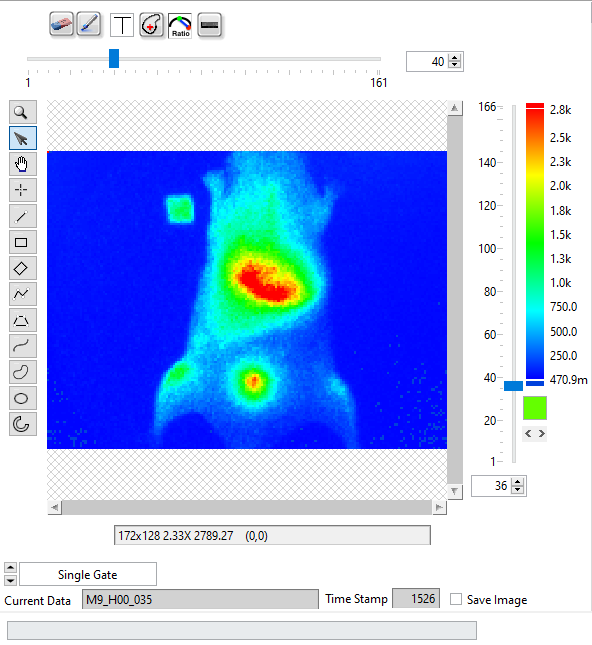 T
Ratio
40
1
161
166
140
120
100
80
60
40
20
1
2.8k
2.5k
2.3k
2.0k
1.8k
1.5k
1.3k
1.0k
750.0
500.0
250.0
470.9m
36
172x128 2.33X 2789.27 (0,0)
Single Gate
Current Data M9_H00_035 Time Stamp 1526 Save Image